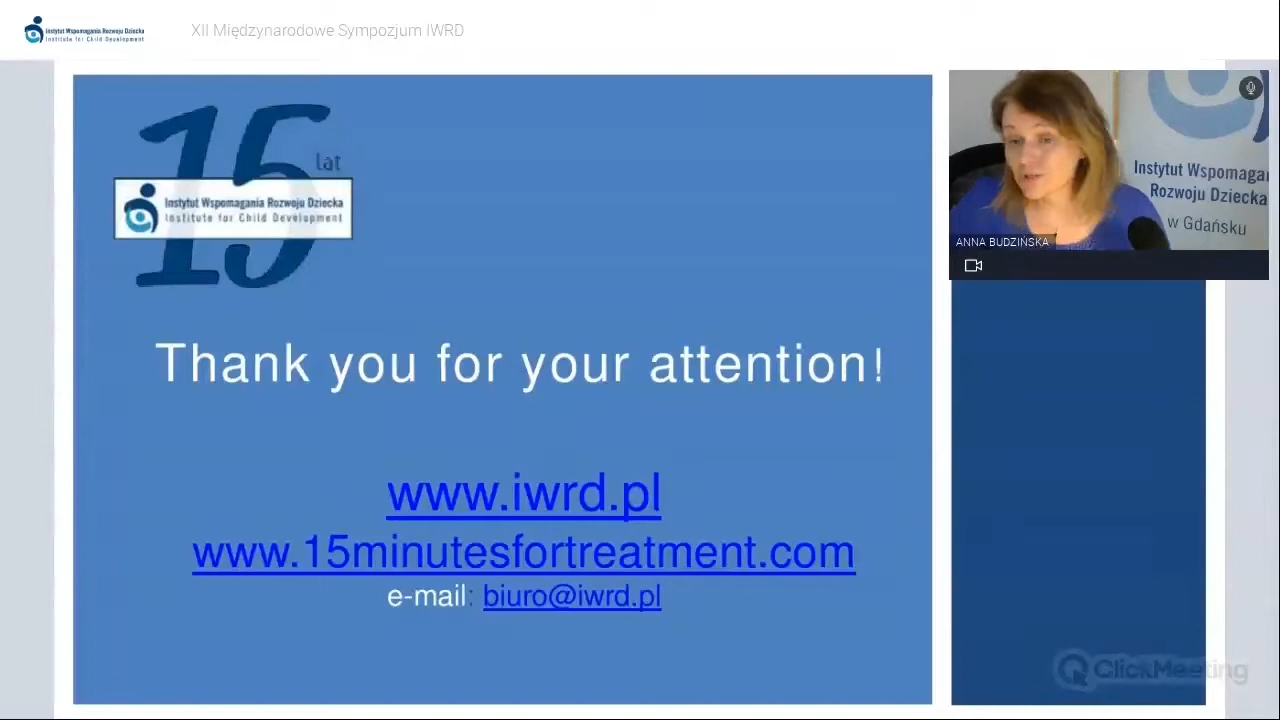 Instytut Wspomagania Rozwoju Dziecka
Institute for Child Development
XII Międzynarodowe Sympozjum IWRD
15 lat
Instytut Wspomagania Rozwoju Dziecka
Institute for Child Development
Thank you for your attention!
www.iwrd.pl
www.15minutesfortreatment.com
e-mail: biuro@iwrd.pl
Instytut Wspomagan
Rozwoju Dziecka
w Gdańsku
ANNA BUDZIŃSKA
ClickMeeting